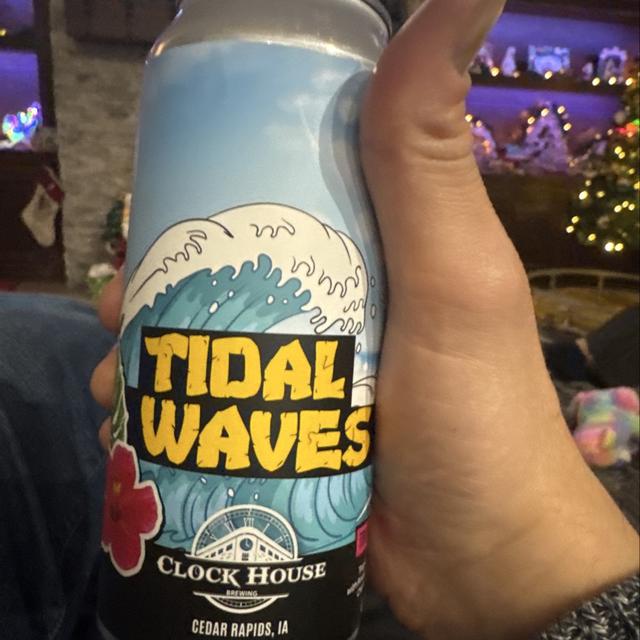 TIDAL
WAVES
CLOCK HOUSE
BREWING
CEDAR RAPIDS, IA